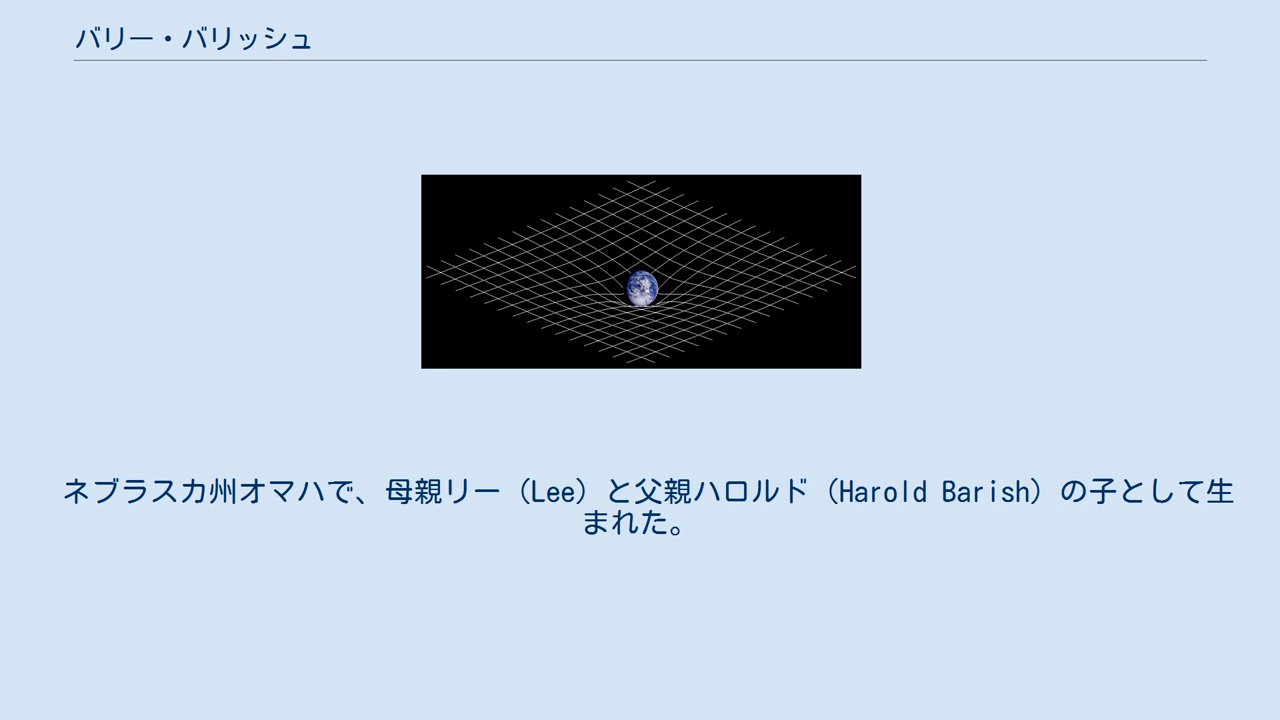 バリー・バリッシュ
ネブラスカ州オマハで、母親リー（Lee）と父親ハロルド（Harold Barish）の子として生
まれた。